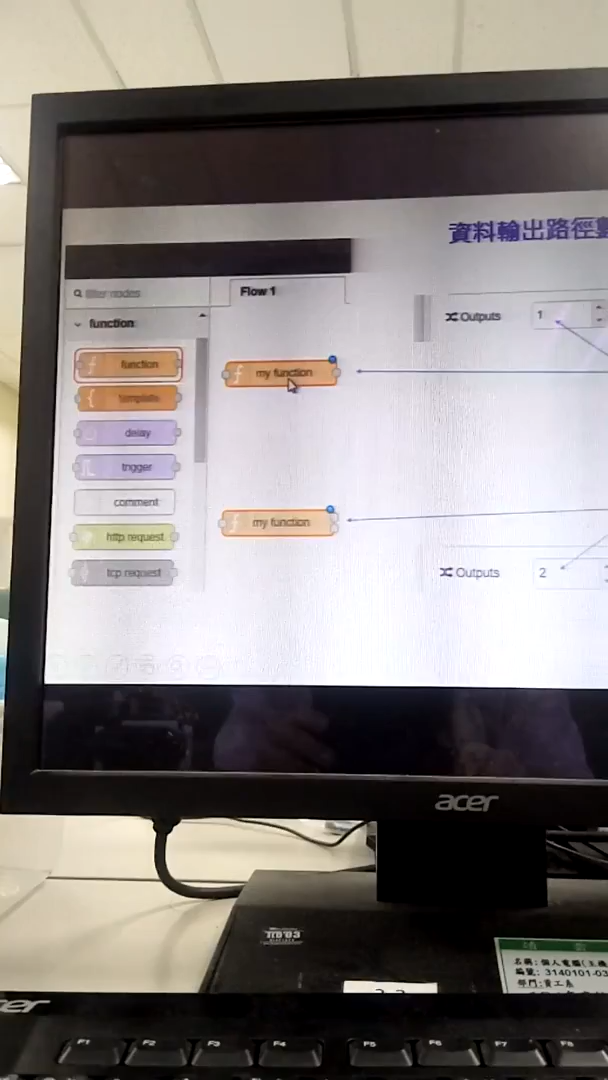 資料輸出路徑
filter nodes
Flow 1
function
Outputs 1
function
my function
template
delay
trigger
comment
my function
http request
tcp request
Outputs 2
acer
名稱:個人電腦(主機
編號: 3140101-03
部門:資工系
cer
F1 F2 F3 F4 F5 F6 F7 F8